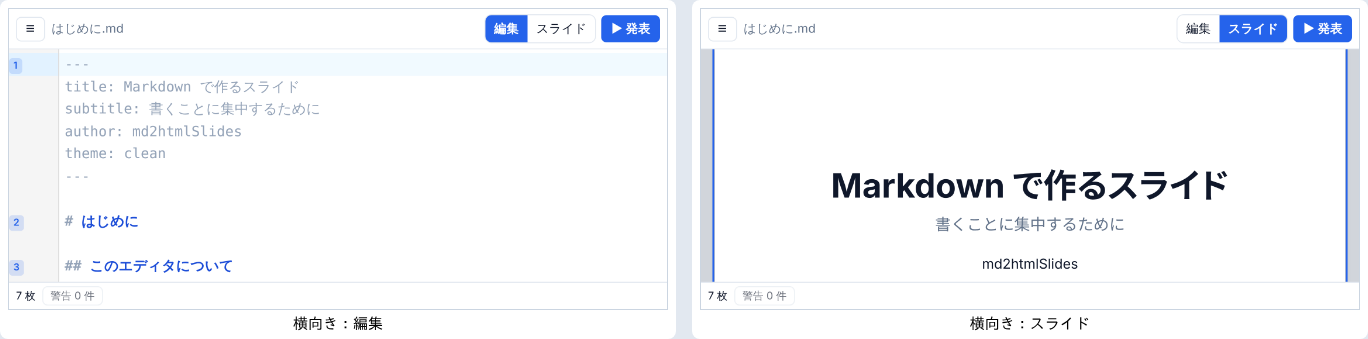 ≡ はじめに.md 編集 スライド ▶ 発表
1 ---
title: Markdown で作るスライド
subtitle: 書くことに集中するために
author: md2htmlSlides
theme: clean
---
2 # はじめに
3 ## このエディタについて
7 枚 警告 0 件
横向き：編集
≡ はじめに.md 編集 スライド ▶ 発表
Markdown で作るスライド
書くことに集中するために
md2htmlSlides
7 枚 警告 0 件
横向き：スライド